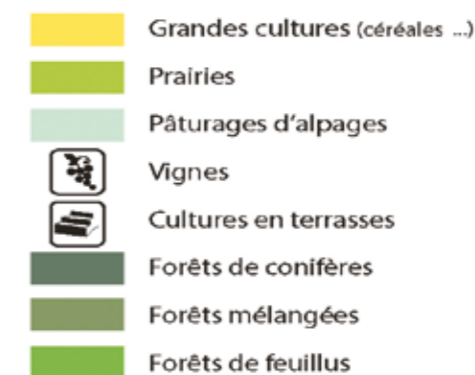 Grandes cultures (céréales ...)
Prairies
Pâturages d'alpages
Vignes
Cultures en terrasses
Forêts de conifères
Forêts mélangées
Forêts de feuillus